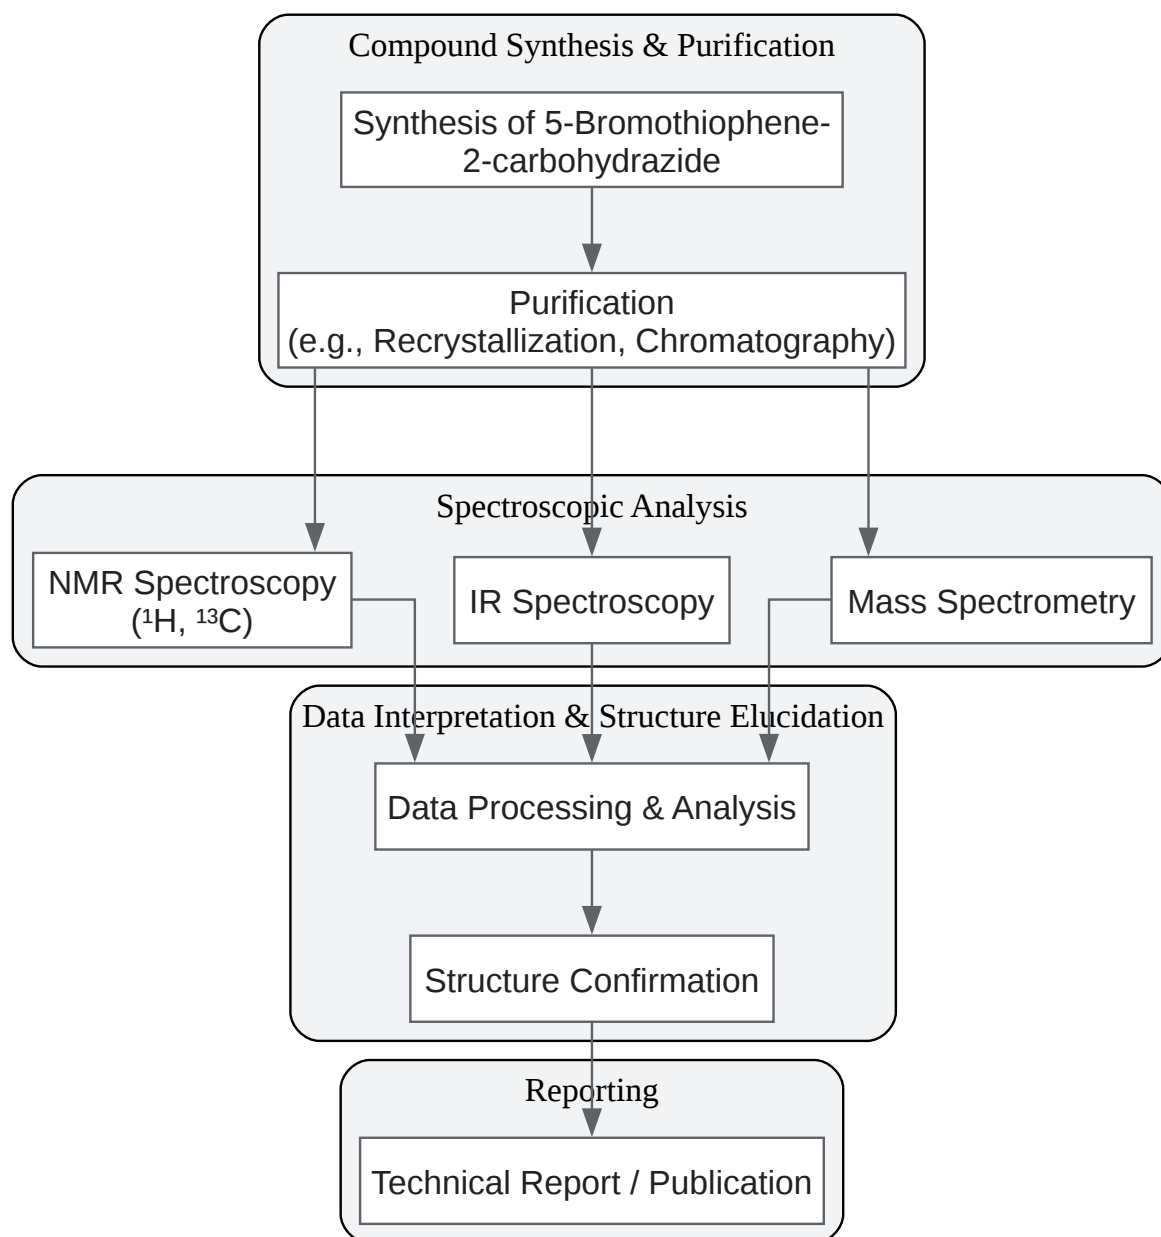 Compound Synthesis & Purification
Synthesis of 5-Bromothiophene-
2-carbohydrazide
Purification
(e.g., Recrystallization, Chromatography)
Spectroscopic Analysis
NMR Spectroscopy
(¹H, ¹³C)
IR Spectroscopy
Mass Spectrometry
Data Interpretation & Structure Elucidation
Data Processing & Analysis
Structure Confirmation
Reporting
Technical Report / Publication